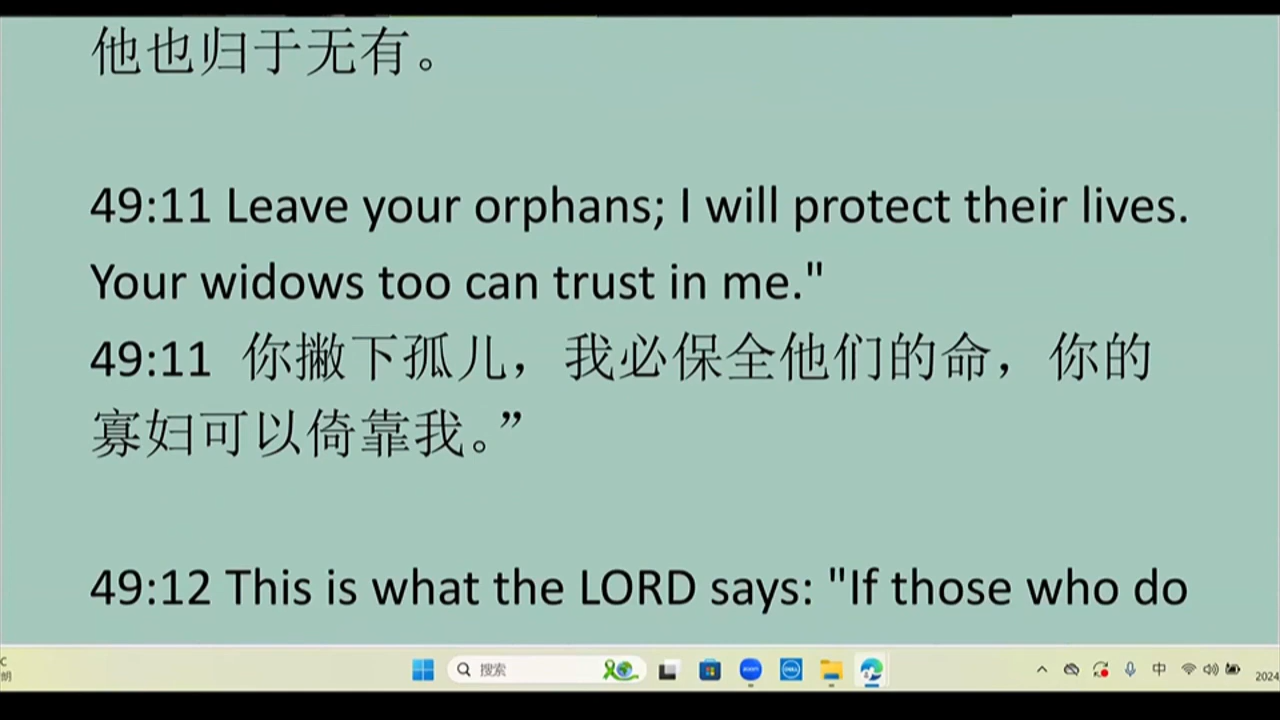 他也归于无有。
49:11 Leave your orphans; I will protect their lives.
Your widows too can trust in me."
49:11 你撇下孤儿，我必保全他们的命，你的
寡妇可以倚靠我。”
49:12 This is what the LORD says: "If those who do
C
朗
搜索
zoom
DELL
中
2024